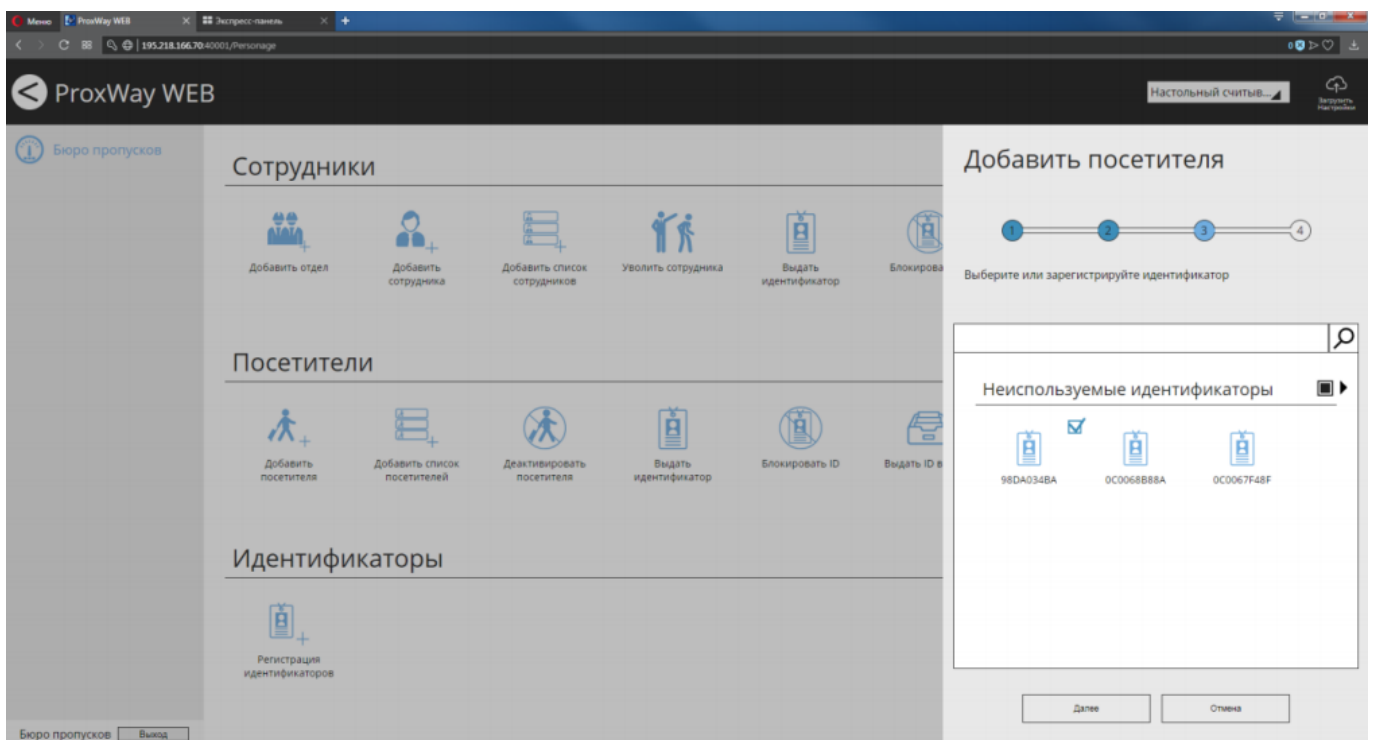 Меню
ProxWay WEB
Экспресс-панель
195.218.166.70:40001/Personage
0
ProxWay WEB
Настольный считыв...
Загрузить
Настройки
Бюро пропусков
Сотрудники
Добавить отдел
Добавить
сотрудника
Добавить список
сотрудников
Уволить сотрудника
Выдать
идентификатор
Блокирова
Посетители
Добавить
посетителя
Добавить список
посетителей
Деактивировать
посетителя
Выдать
идентификатор
Блокировать ID
Выдать ID в
Идентификаторы
Регистрация
идентификаторов
Бюро пропусков
Выход
Добавить посетителя
1
2
3
4
Выберите или зарегистрируйте идентификатор
Неиспользуемые идентификаторы
98DA034BA
0C0068B88A
0C0067F48F
Далее
Отмена